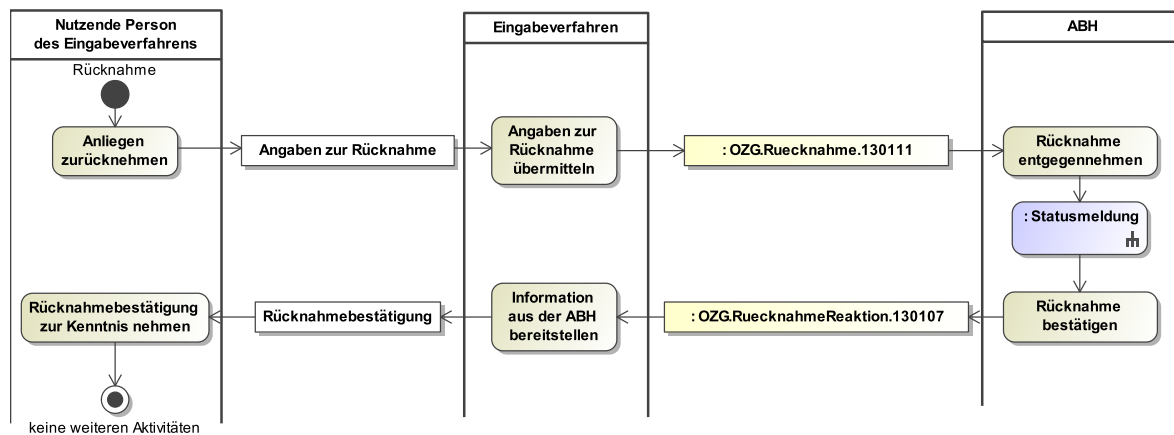 Nutzende Person
des Eingabeverfahrens
Eingabeverfahren
ABH
Rücknahme
Anliegen
zurücknehmen
Angaben zur Rücknahme
Angaben zur
Rücknahme
übermitteln
: OZG.Ruecknahme.130111
Rücknahme
entgegennehmen
: Statusmeldung
Rücknahmebestätigung
zur Kenntnis nehmen
Rücknahmebestätigung
Information
aus der ABH
bereitstellen
: OZG.RuecknahmeReaktion.130107
Rücknahme
bestätigen
keine weiteren Aktivitäten